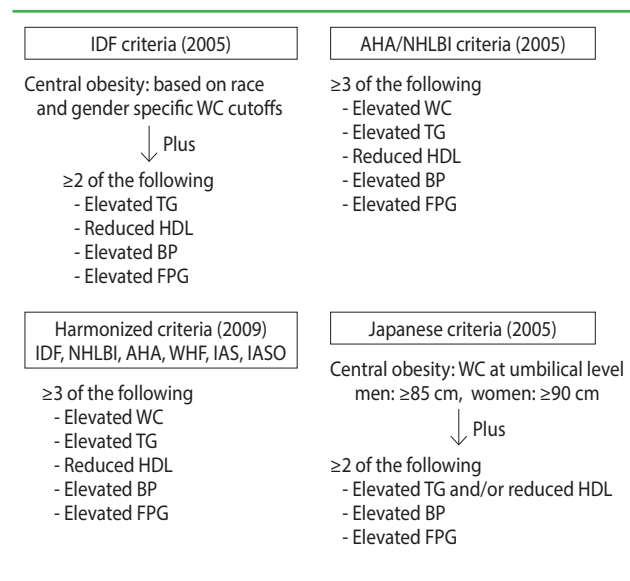 IDF criteria (2005)
Central obesity: based on race
and gender specific WC cutoffs
Plus
≥2 of the following
- Elevated TG
- Reduced HDL
- Elevated BP
- Elevated FPG
AHA/NHLBI criteria (2005)
≥3 of the following
- Elevated WC
- Elevated TG
- Reduced HDL
- Elevated BP
- Elevated FPG
Harmonized criteria (2009)
IDF, NHLBI, AHA, WHF, IAS, IASO
≥3 of the following
- Elevated WC
- Elevated TG
- Reduced HDL
- Elevated BP
- Elevated FPG
Japanese criteria (2005)
Central obesity: WC at umbilical level
men: ≥85 cm, women: ≥90 cm
Plus
≥2 of the following
- Elevated TG and/or reduced HDL
- Elevated BP
- Elevated FPG